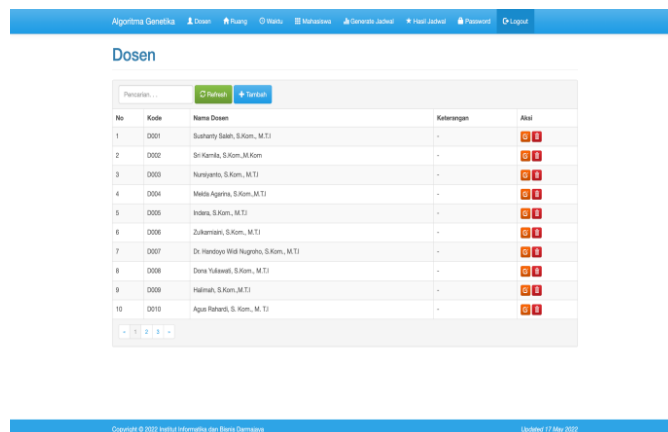 Algoritma Genetika Dosen Ruang Waktu Mahasiswa Generate Jadwal Hasil Jadwal Password Logout
Dosen
Pencarian. . . Refresh Tambah
No Kode Nama Dosen Keterangan Aksi
1 D001 Sushanty Saleh, S.Kom., M.T.I -
2 D002 Sri Karnila, S.Kom.,M.Kom -
3 D003 Nursiyanto, S.Kom., M.T.I -
4 D004 Melda Agarina, S.Kom.,M.T.I -
5 D005 Indera, S.Kom., M.T.I -
6 D006 Zulkarnaini, S.Kom., M.T.I -
7 D007 Dr. Handoyo Widi Nugroho, S.Kom., M.T.I -
8 D008 Dona Yuliawati, S.Kom., M.T.I -
9 D009 Halimah, S.Kom.,M.T.I -
10 D010 Agus Rahardi, S. Kom., M. T.I -
« 1 2 3 »
Copyright © 2022 Institut Informatika dan Bisnis Darmajaya Updated 17 May 2022